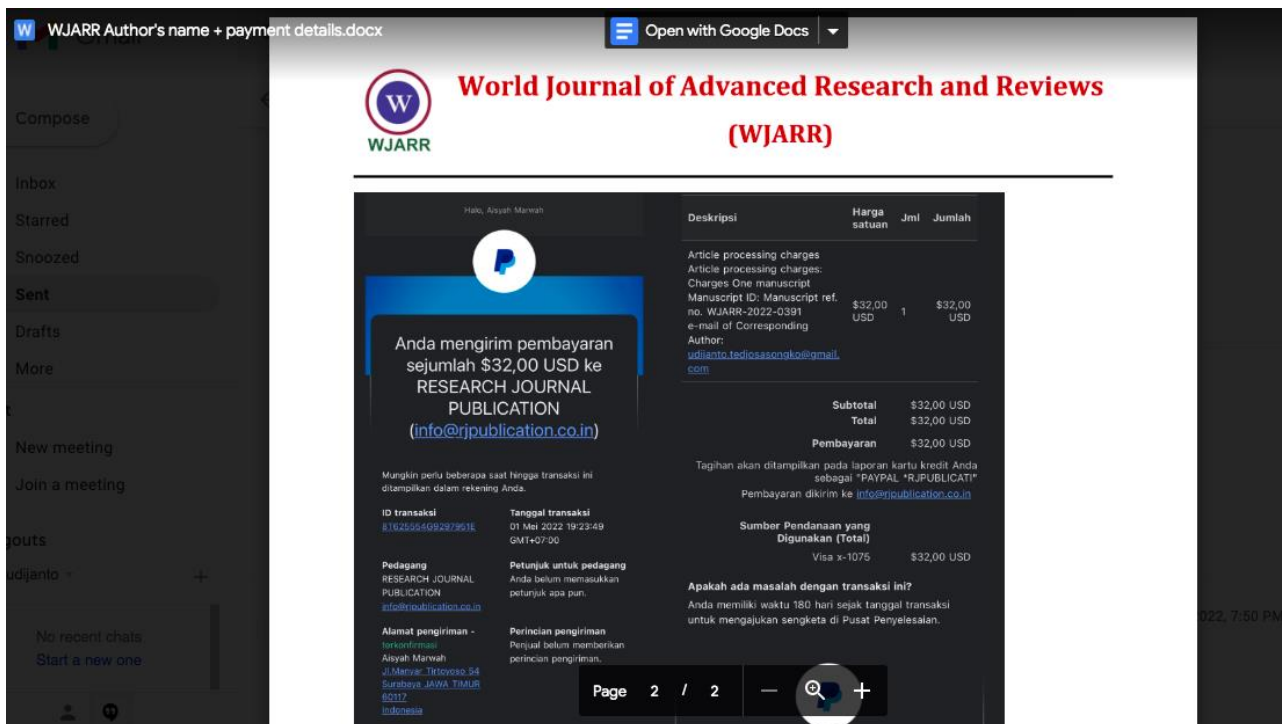 WJARR Author's name + payment details.docx
Open with Google Docs
Compose
Inbox
Starred
Snoozed
Sent
Drafts
More
New meeting
Join a meeting
No recent chats
Start a new one
World Journal of Advanced Research and Reviews
(WJARR)
W
WJARR
Halo, Aisyah Marwah
Anda mengirim pembayaran
sejumlah $32,00 USD ke
RESEARCH JOURNAL
PUBLICATION
(info@rjpublication.co.in)
Mungkin perlu beberapa saat hingga transaksi ini
ditampilkan dalam rekening Anda.
ID transaksi
Tanggal transaksi
01 Mei 2022 19:23:49
GMT+07:00
Pedagang
RESEARCH JOURNAL
PUBLICATION
info@rjpublication.co.in
Petunjuk untuk pedagang
Anda belum memasukkan
petunjuk apa pun.
Alamat pengiriman -
terkonfirmasi
Aisyah Marwah
Jl.Manyar Tirtoyoso 54
Surabaya JAWA TIMUR
60117
Indonesia
Perincian pengiriman
Penjual belum memberikan
perincian pengiriman.
Deskripsi Harga satuan Jml Jumlah
Article processing charges
Article processing charges:
Charges One manuscript
Manuscript ID: Manuscript ref.
no. WJARR-2022-0391
e-mail of Corresponding
Author:
udijanto.tedjosasongko@gmail.
com
$32,00 USD 1 $32,00 USD
Subtotal $32,00 USD
Total $32,00 USD
Pembayaran $32,00 USD
Tagihan akan ditampilkan pada laporan kartu kredit Anda
sebagai "PAYPAL *RJPUBLICATI"
Pembayaran dikirim ke info@rjpublication.co.in
Sumber Pendanaan yang
Digunakan (Total)
Visa x-1075 $32,00 USD
Apakah ada masalah dengan transaksi ini?
Anda memiliki waktu 180 hari sejak tanggal transaksi
untuk mengajukan sengketa di Pusat Penyelesaian.
Page 2 / 2
2022, 7:50 PM